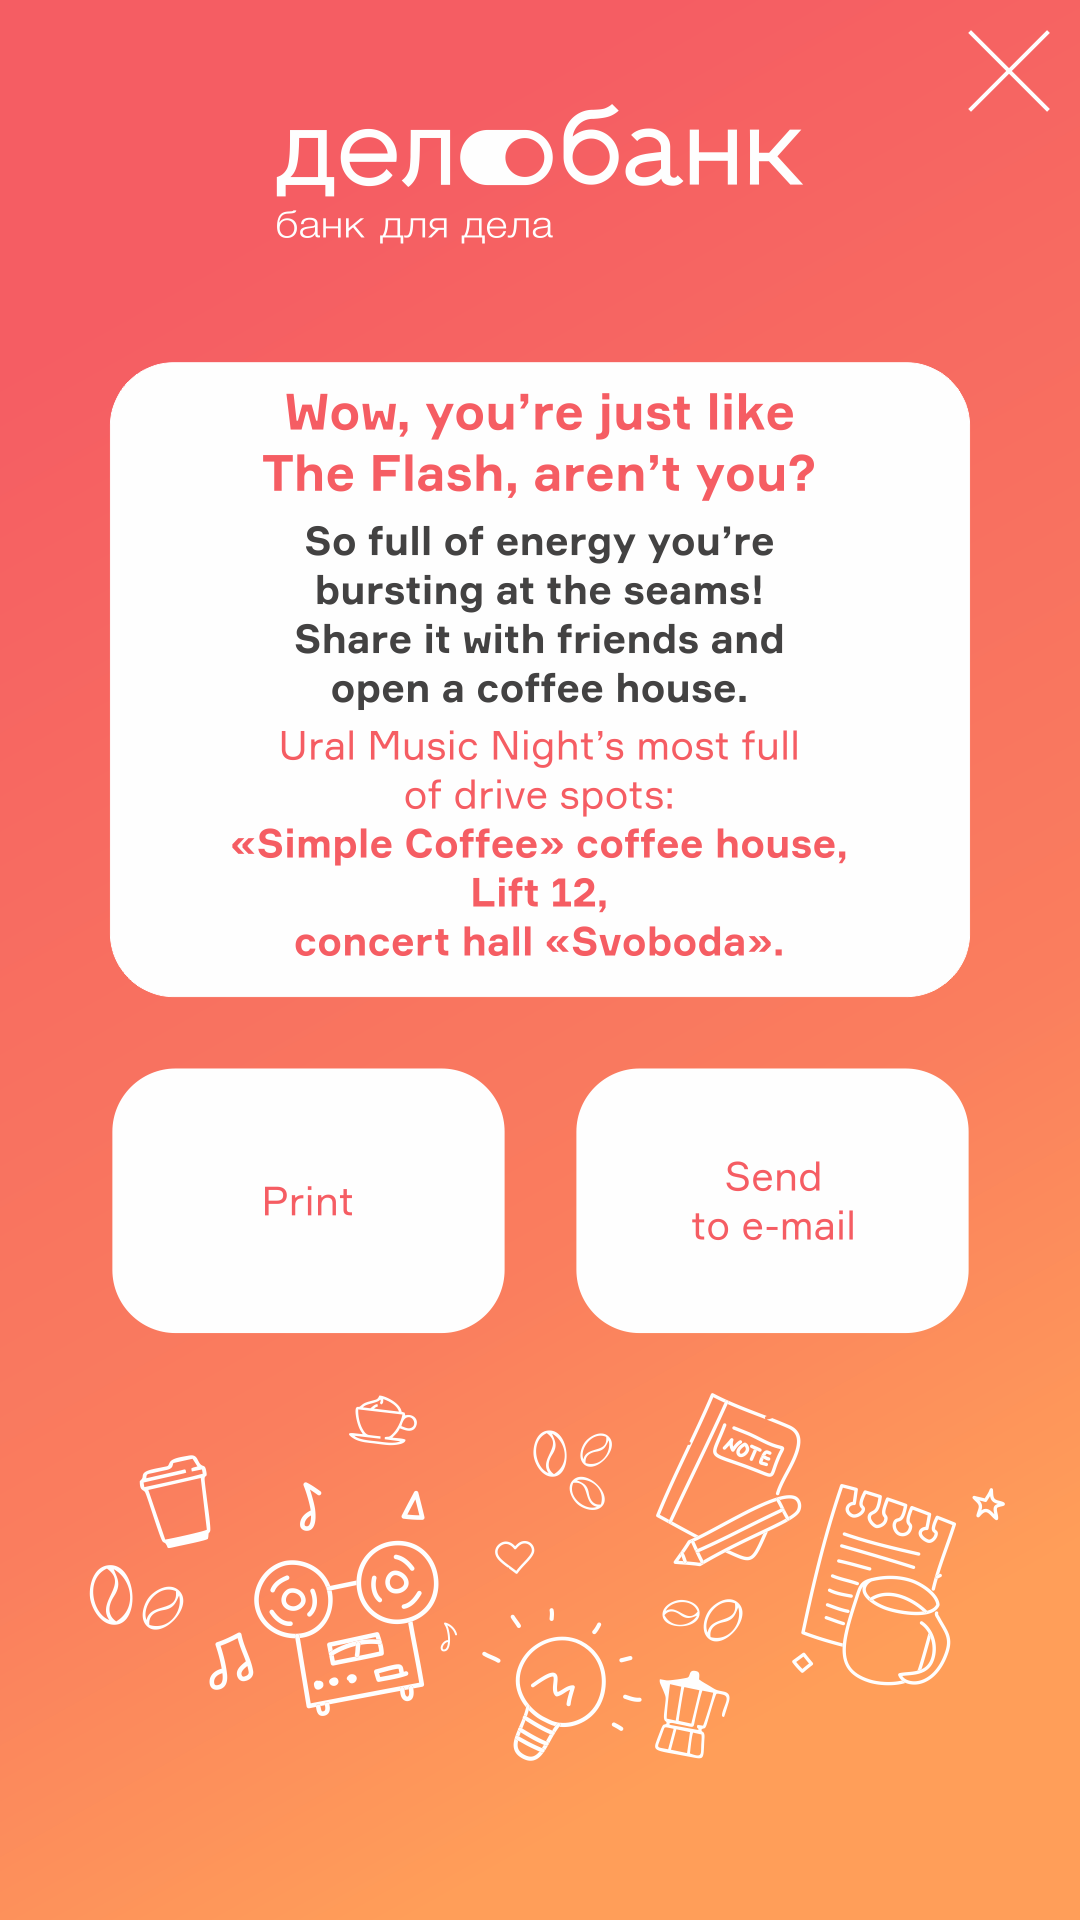 делобанк
банк для дела
Wow, you’re just like
The Flash, aren’t you?
So full of energy you’re
bursting at the seams!
Share it with friends and
open a coffee house.
Ural Music Night’s most full
of drive spots:
«Simple Coffee» coffee house,
Lift 12,
concert hall «Svoboda».
Print
Send
to e-mail
NOTE